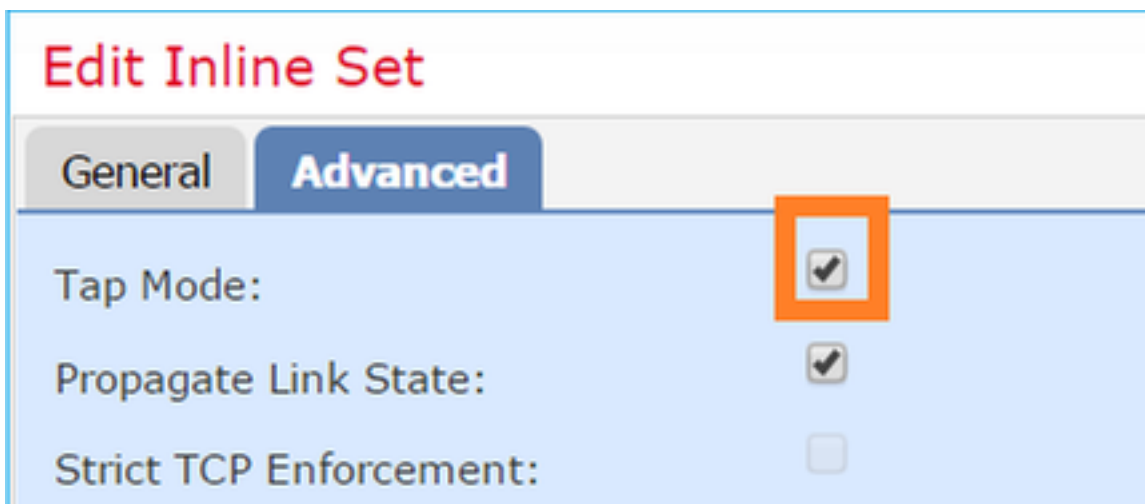 Edit Inline Set
General Advanced
Tap Mode:
Propagate Link State:
Strict TCP Enforcement: